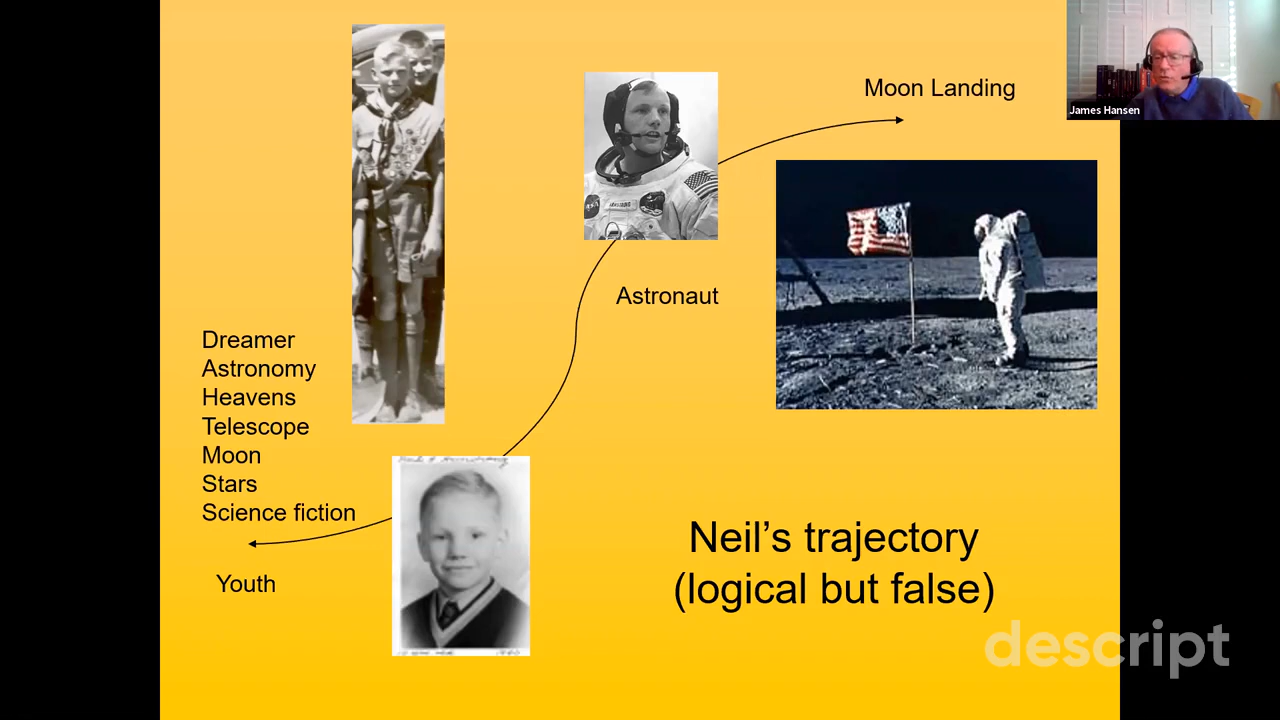 Moon Landing
James Hansen
ARMSTRONG
Astronaut
Dreamer
Astronomy
Heavens
Telescope
Moon
Stars
Science fiction
Youth
Neil’s trajectory
(logical but false)
descript